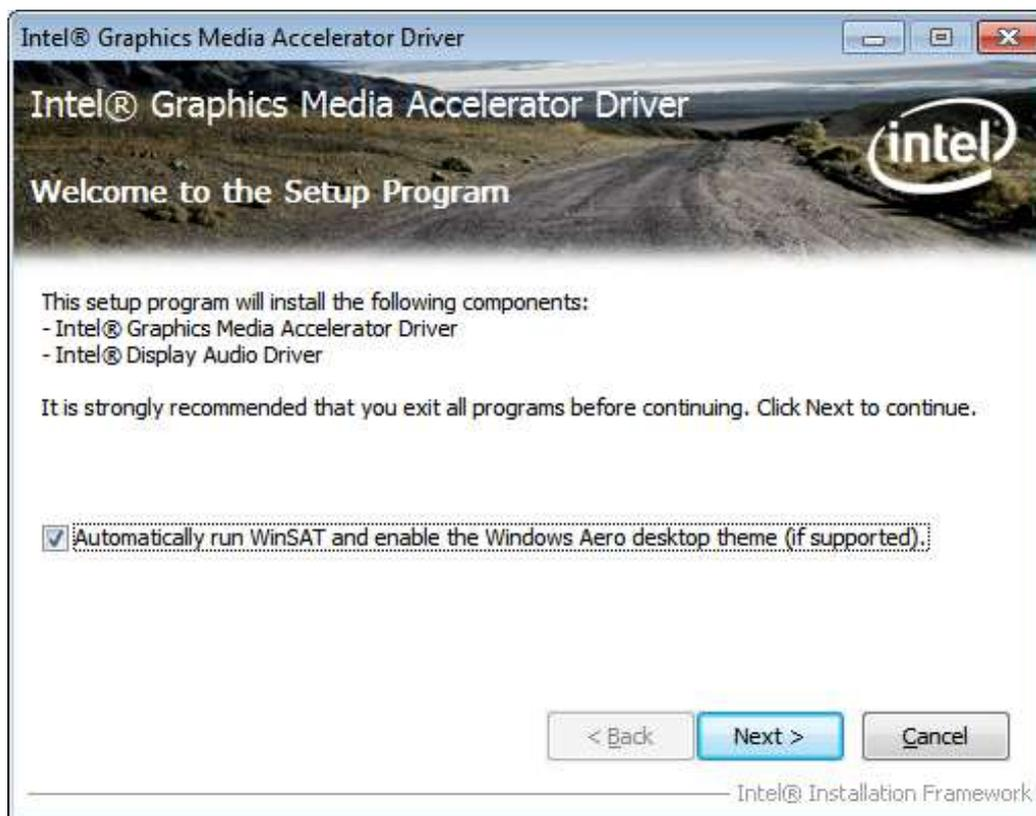 Intel® Graphics Media Accelerator Driver
Intel® Graphics Media Accelerator Driver
intel
Welcome to the Setup Program
This setup program will install the following components:
- Intel® Graphics Media Accelerator Driver
- Intel® Display Audio Driver
It is strongly recommended that you exit all programs before continuing. Click Next to continue.
Automatically run WinSAT and enable the Windows Aero desktop theme (if supported).
< Back Next > Cancel
Intel® Installation Framework